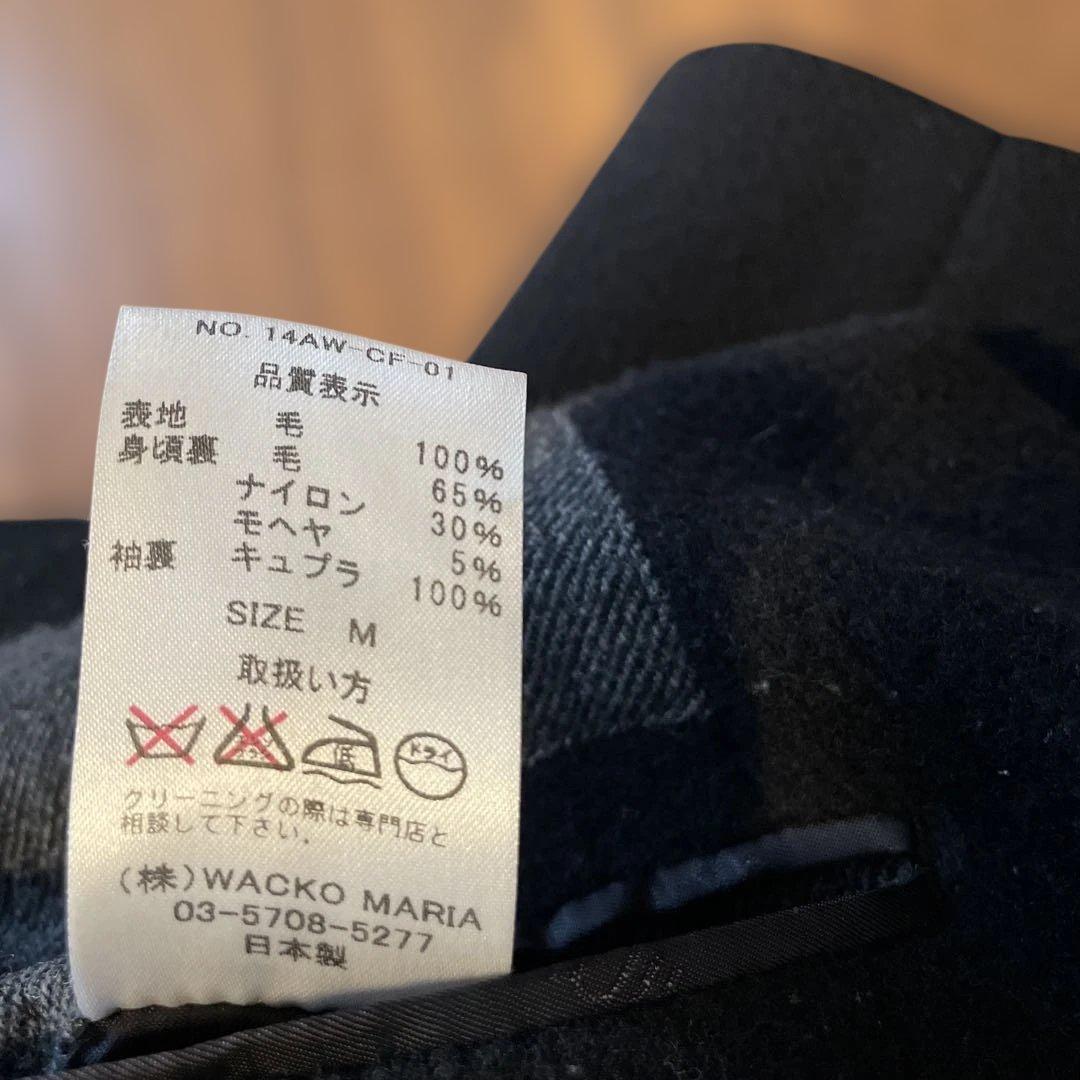 NO. 14AW-CF-01
品質表示
表地 毛 100%
身頃裏 毛 65%
ナイロン 30%
モヘヤ 5%
袖裏 キュプラ 100%
SIZE M
取扱い方
低 ドライ
クリーニングの際は専門店と
相談して下さい.
(株)WACKO MARIA
03-5708-5277
日本製